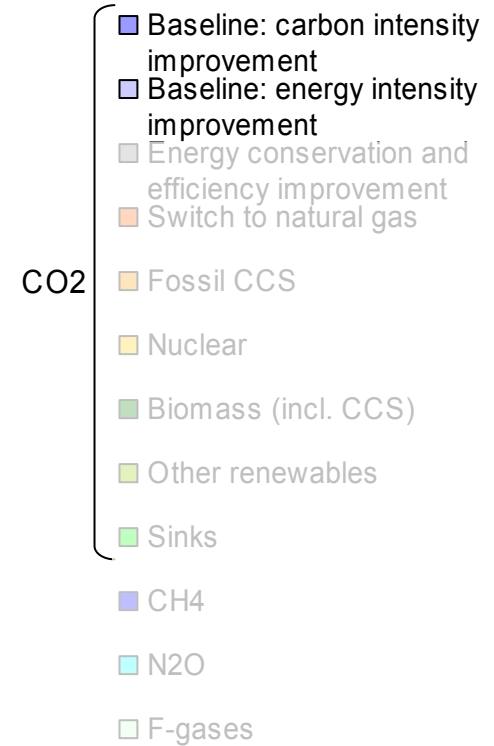 Baseline: carbon intensity
improvement
Baseline: energy intensity
improvement
Energy conservation and
efficiency improvement
Switch to natural gas
CO2
Fossil CCS
Nuclear
Biomass (incl. CCS)
Other renewables
Sinks
CH4
N2O
F-gases